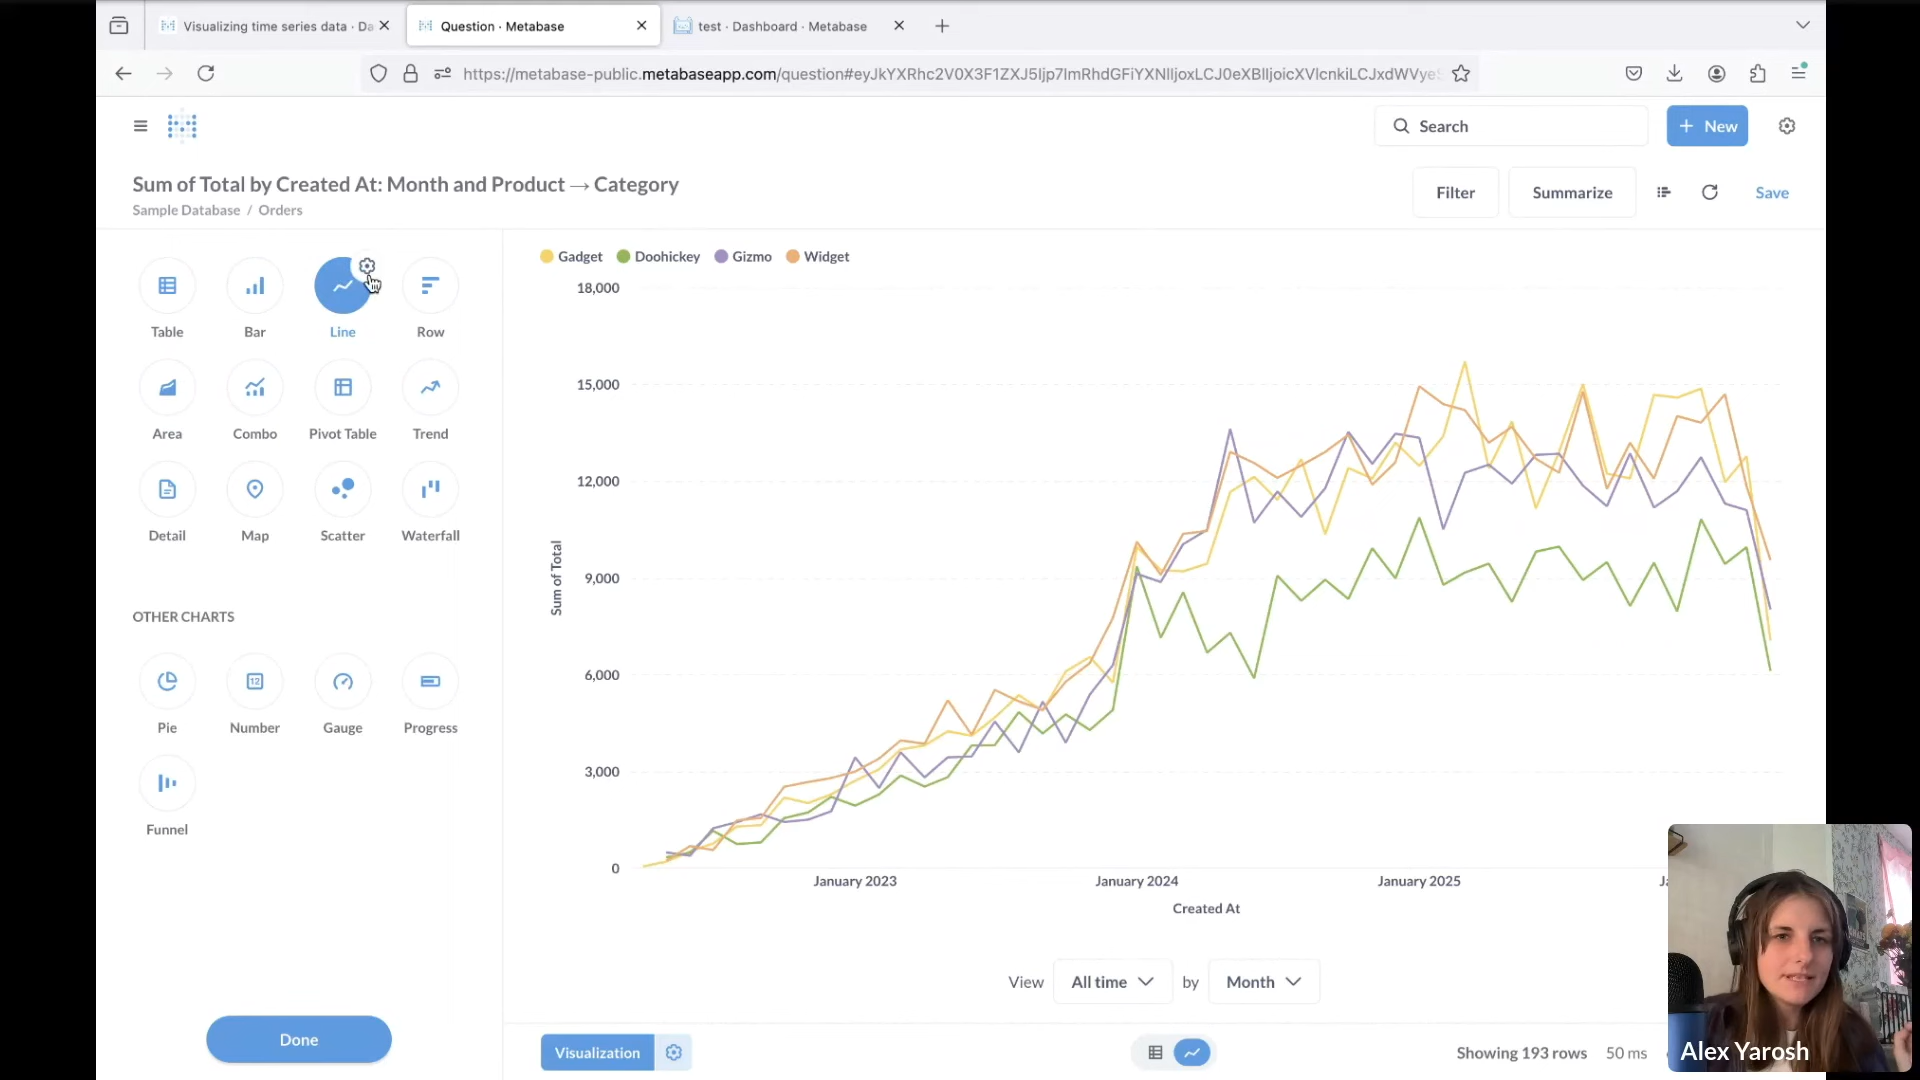 Visualizing time series data · Da
Question · Metabase
test · Dashboard · Metabase
https://metabase-public.metabaseapp.com/question#
Search
+ New
Sum of Total by Created At: Month and Product → Category
Sample Database / Orders
Filter
Summarize
Save
Table
Bar
Line
Row
Area
Combo
Pivot Table
Trend
Detail
Map
Scatter
Waterfall
OTHER CHARTS
Pie
Number
12
Gauge
Progress
Funnel
Done
Gadget
Doohickey
Gizmo
Widget
18,000
15,000
12,000
9,000
6,000
3,000
0
Sum of Total
January 2023
January 2024
January 2025
Created At
View
All time
by
Month
Visualization
Showing 193 rows
50 ms
Alex Yarosh